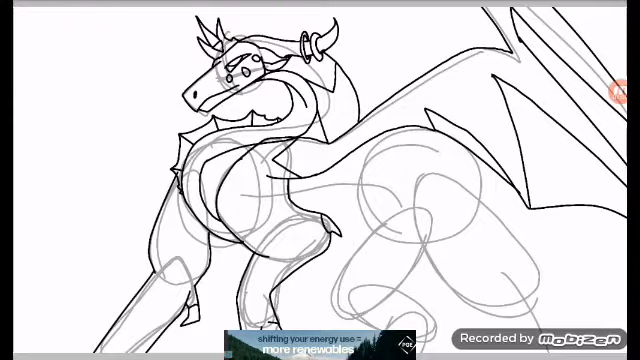 Recorded by mobizen
shifting your energy use =
more renewables